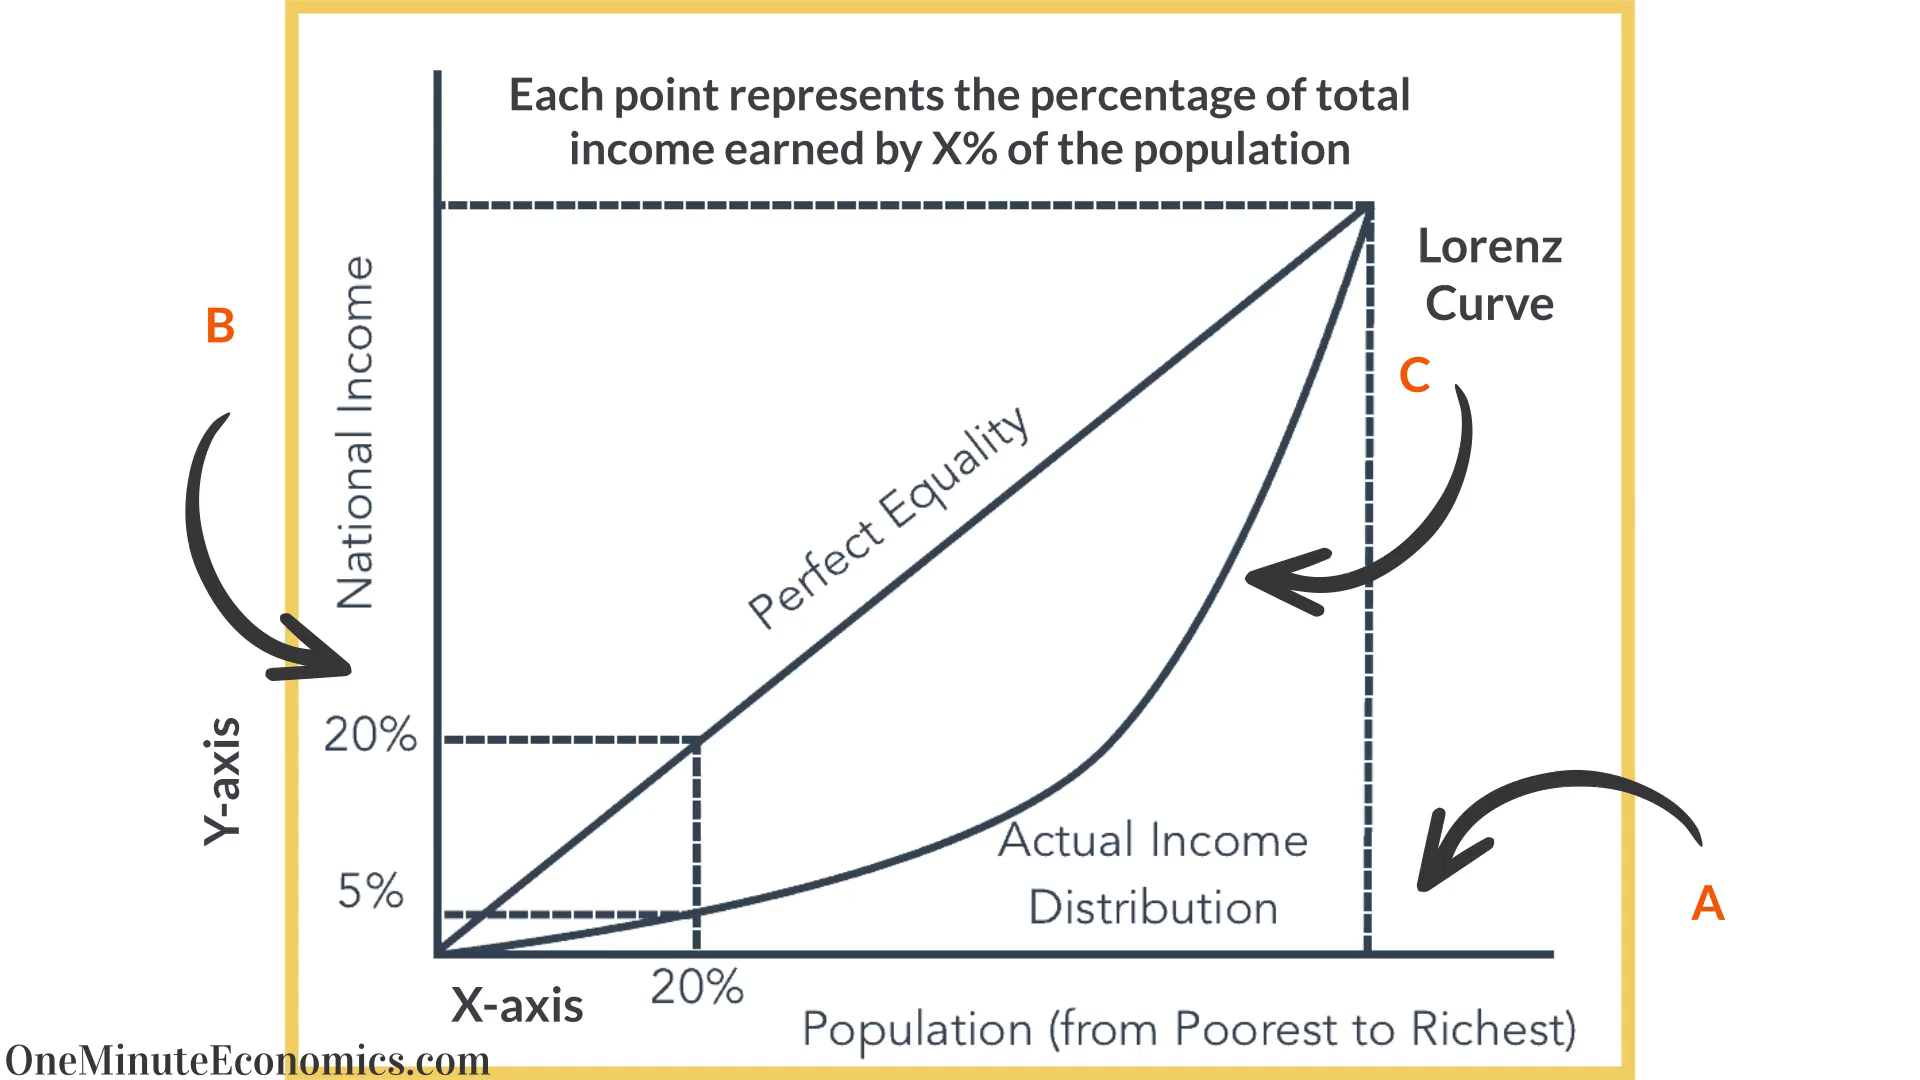 Each point represents the percentage of total
income earned by X% of the population
Lorenz
Curve
B
National Income
C
Perfect Equality
Y-axis
20%
5%
Actual Income
Distribution
A
X-axis
20%
Population (from Poorest to Richest)
OneMinuteEconomics.com